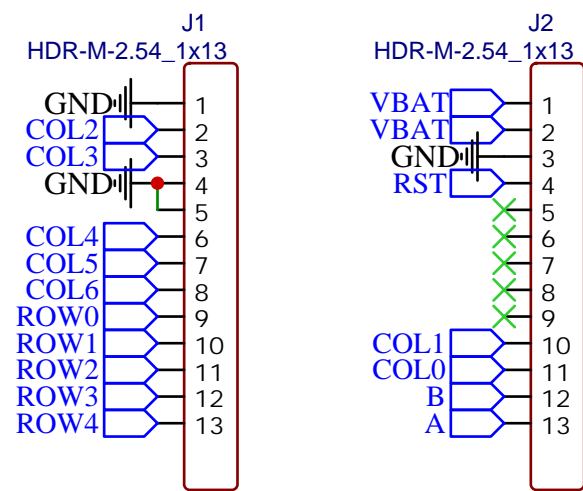 J1
HDR-M-2.54_1x13
GND 1
COL2 2
COL3 3
GND 4
5
COL4 6
COL5 7
COL6 8
ROW0 9
ROW1 10
ROW2 11
ROW3 12
ROW4 13
J2
HDR-M-2.54_1x13
VBAT 1
VBAT 2
GND 3
RST 4
5
6
7
8
9
COL1 10
COL0 11
B 12
A 13